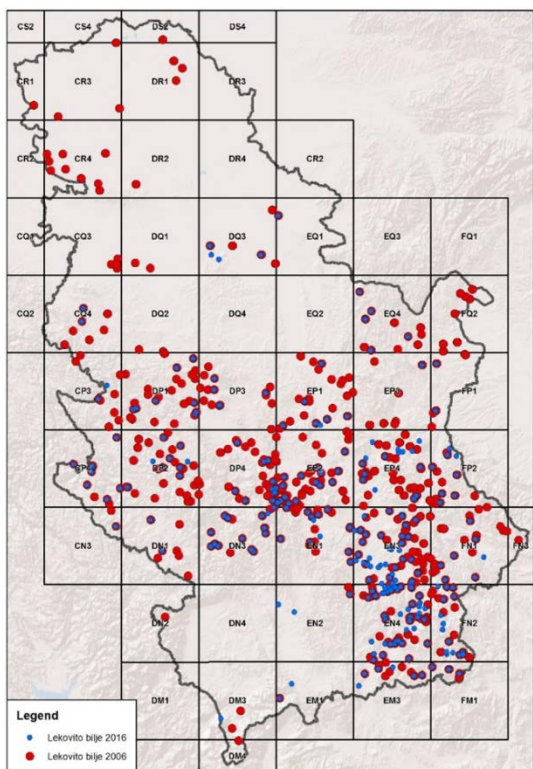 CS2 CS4 DS2 DS4
CR1 CR3 DR1 DR3
CR2 CR4 DR2 DR4 CR2
CQ1 CQ3 DQ1 DQ3 EQ1 EQ3 FQ1
CQ2 CQ4 DQ2 DQ4 EQ2 EQ4 FQ2
CP3 DP1 DP3 EP1 EP3 FP1
CP4 DP2 DP4 EP2 EP4 FP2
CN3 DN1 DN3 EN1 EN3 FN1 FN3
DN2 DN4 EN2 EN4 FN2
DM1 DM3 EM1 EM3 FM1
DM4
Legend
Lekovito bilje 2016
Lekovito bilje 2006